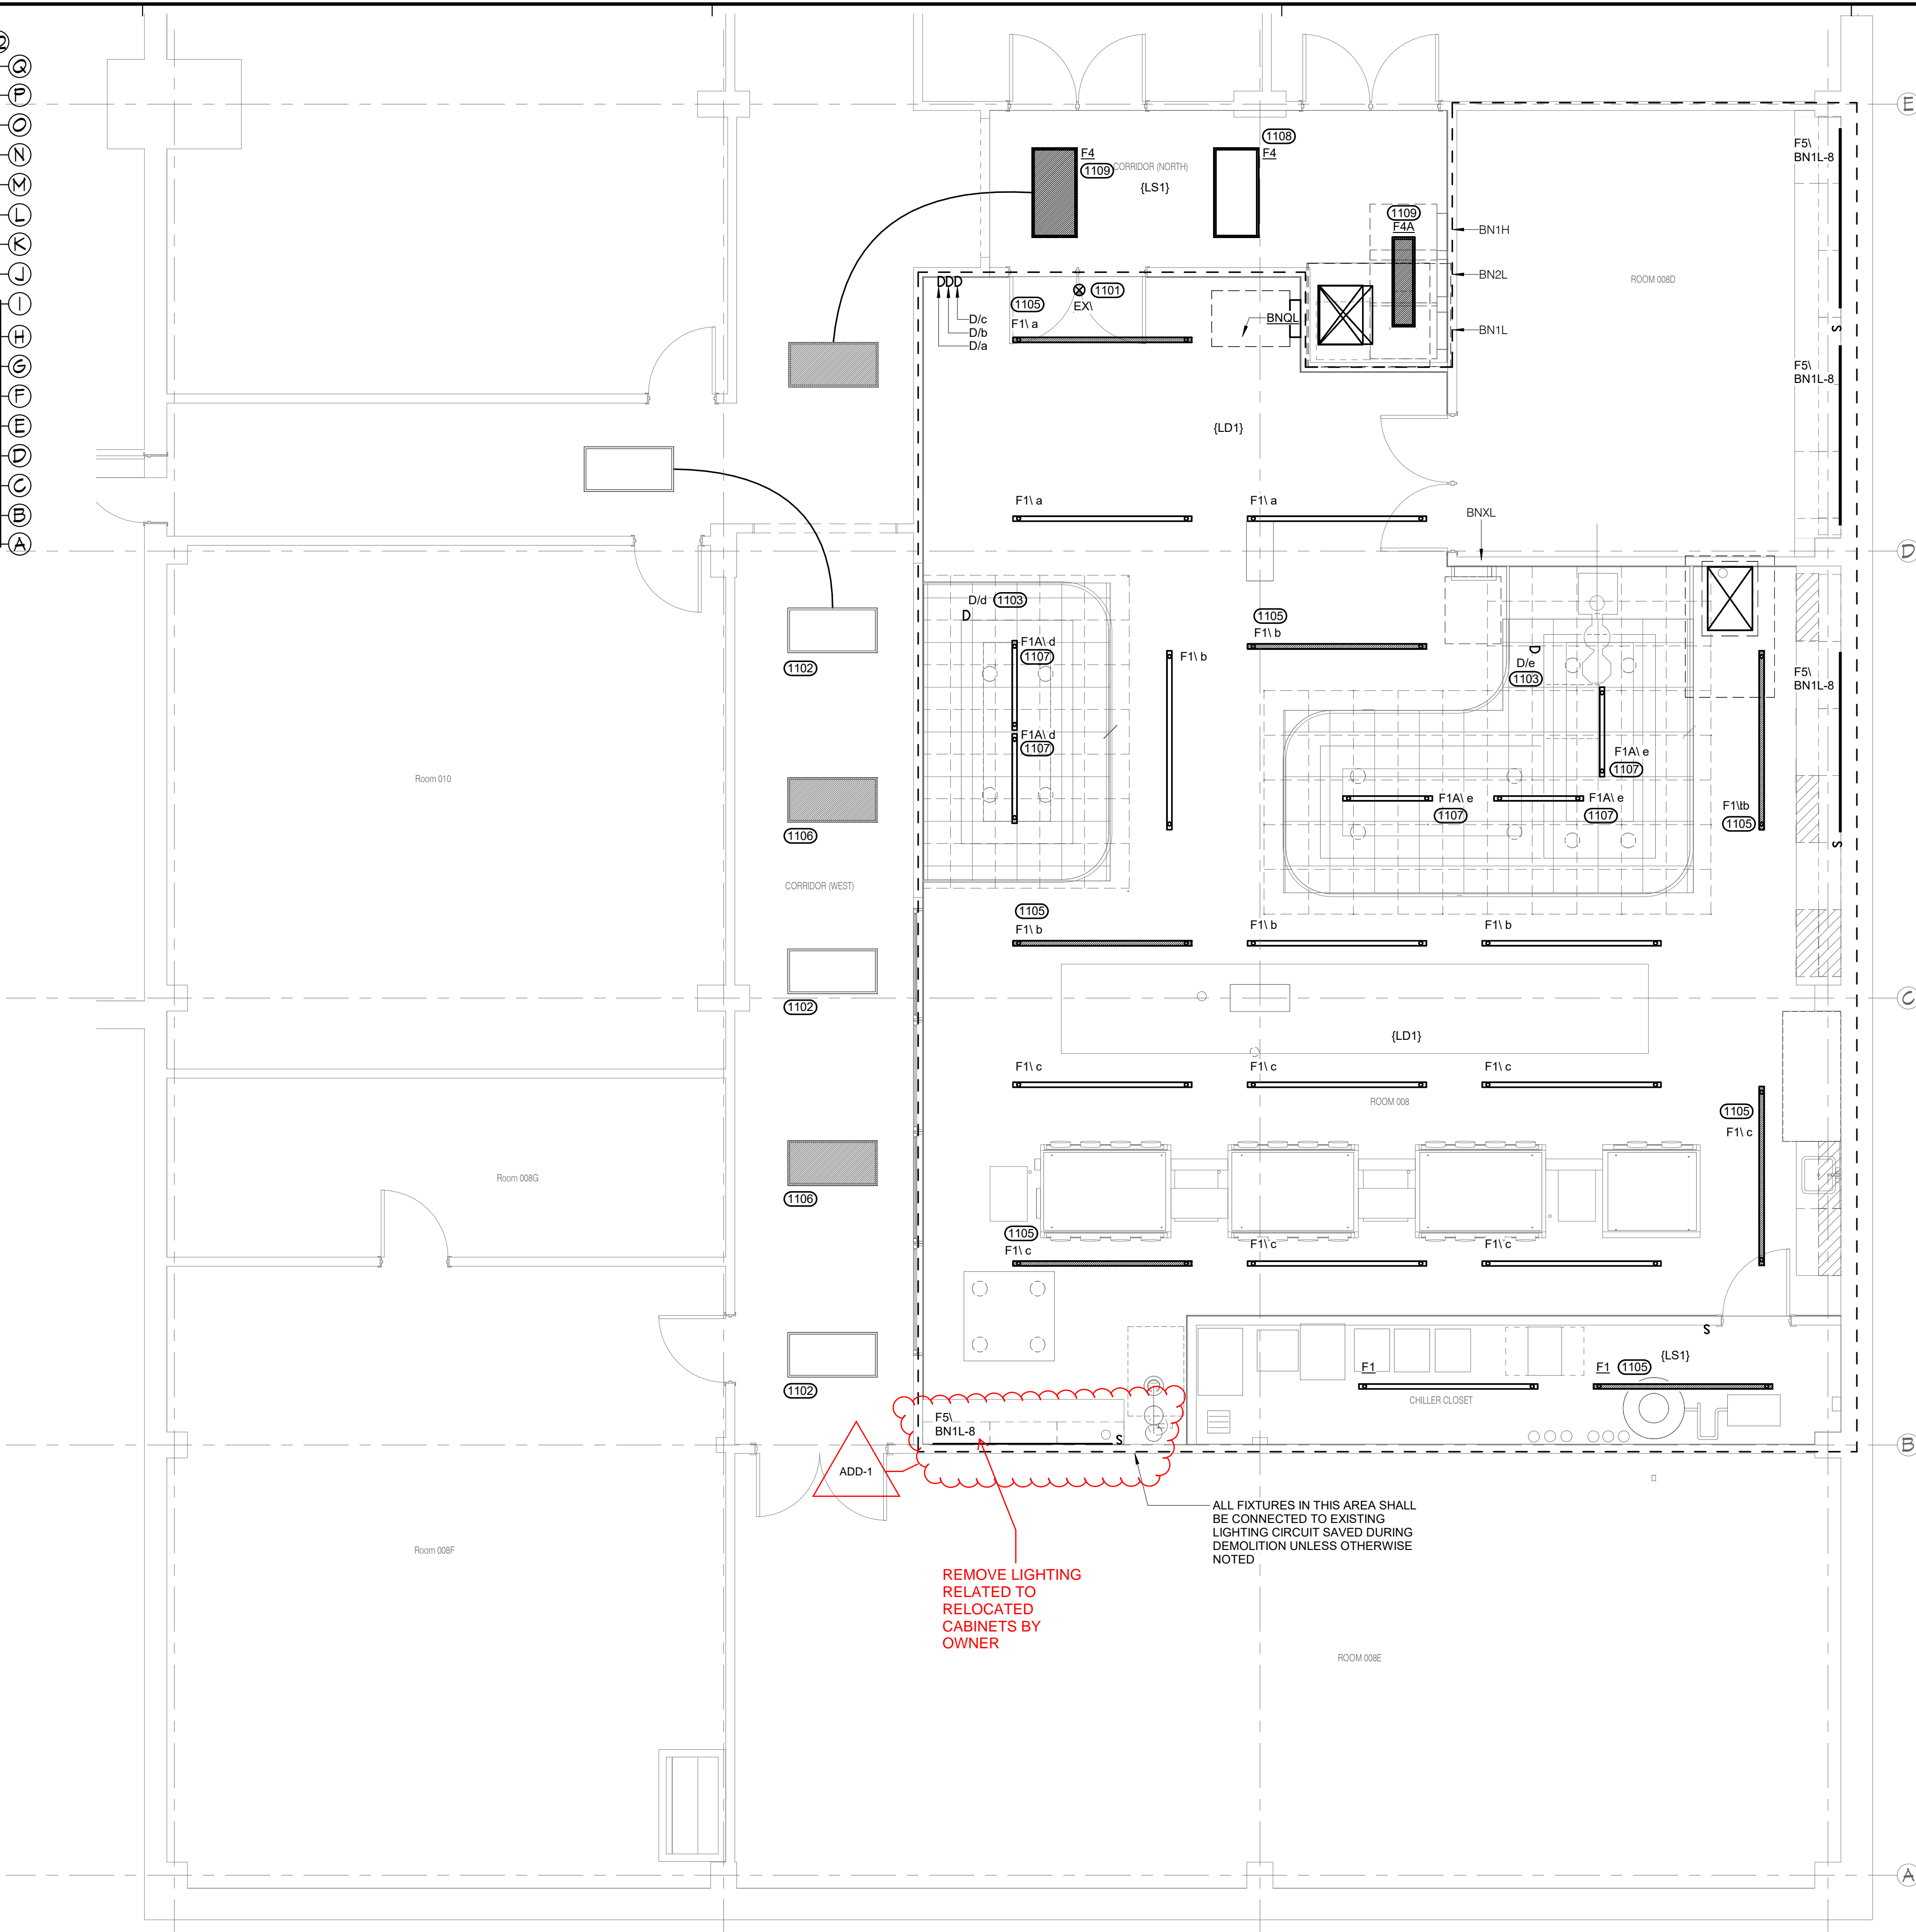 2
Q
P
O
N
M
L
K
J
I
H
G
F
E
D
C
B
A
E
D
C
B
A
F4
1109
CORRIDOR (NORTH)
{LS1}
1108
F4
1109
F4A
BN1H
BN2L
BN1L
ROOM 008D
F5\
BN1L-8
S
F5\
BN1L-8
DDD
D/c
D/b
D/a
1105
F1\ a
1101
EX\
BNQL
{LD1}
F1\ a
F1\ a
BNXL
D/d 1103
D
F1A\ d
1107
F1A\ d
1107
F1\ b
1105
F1\ b
D
D/e
1103
F1A\ e
1107
F1A\ e
1107
F1A\ e
1107
F5\
BN1L-8
F1\tb
1105
S
1102
Room 010
1106
CORRIDOR (WEST)
1105
F1\ b
F1\ b
F1\ b
1102
{LD1}
F1\ c
F1\ c
F1\ c
ROOM 008
1105
F1\ c
Room 008G
1106
1105
F1\ c
F1\ c
F1\ c
S
{LS1}
F1
F1 1105
CHILLER CLOSET
1102
F5\
BN1L-8
S
ADD-1
ALL FIXTURES IN THIS AREA SHALL
BE CONNECTED TO EXISTING
LIGHTING CIRCUIT SAVED DURING
DEMOLITION UNLESS OTHERWISE
NOTED
Room 008F
REMOVE LIGHTING
RELATED TO
RELOCATED
CABINETS BY
OWNER
ROOM 008E